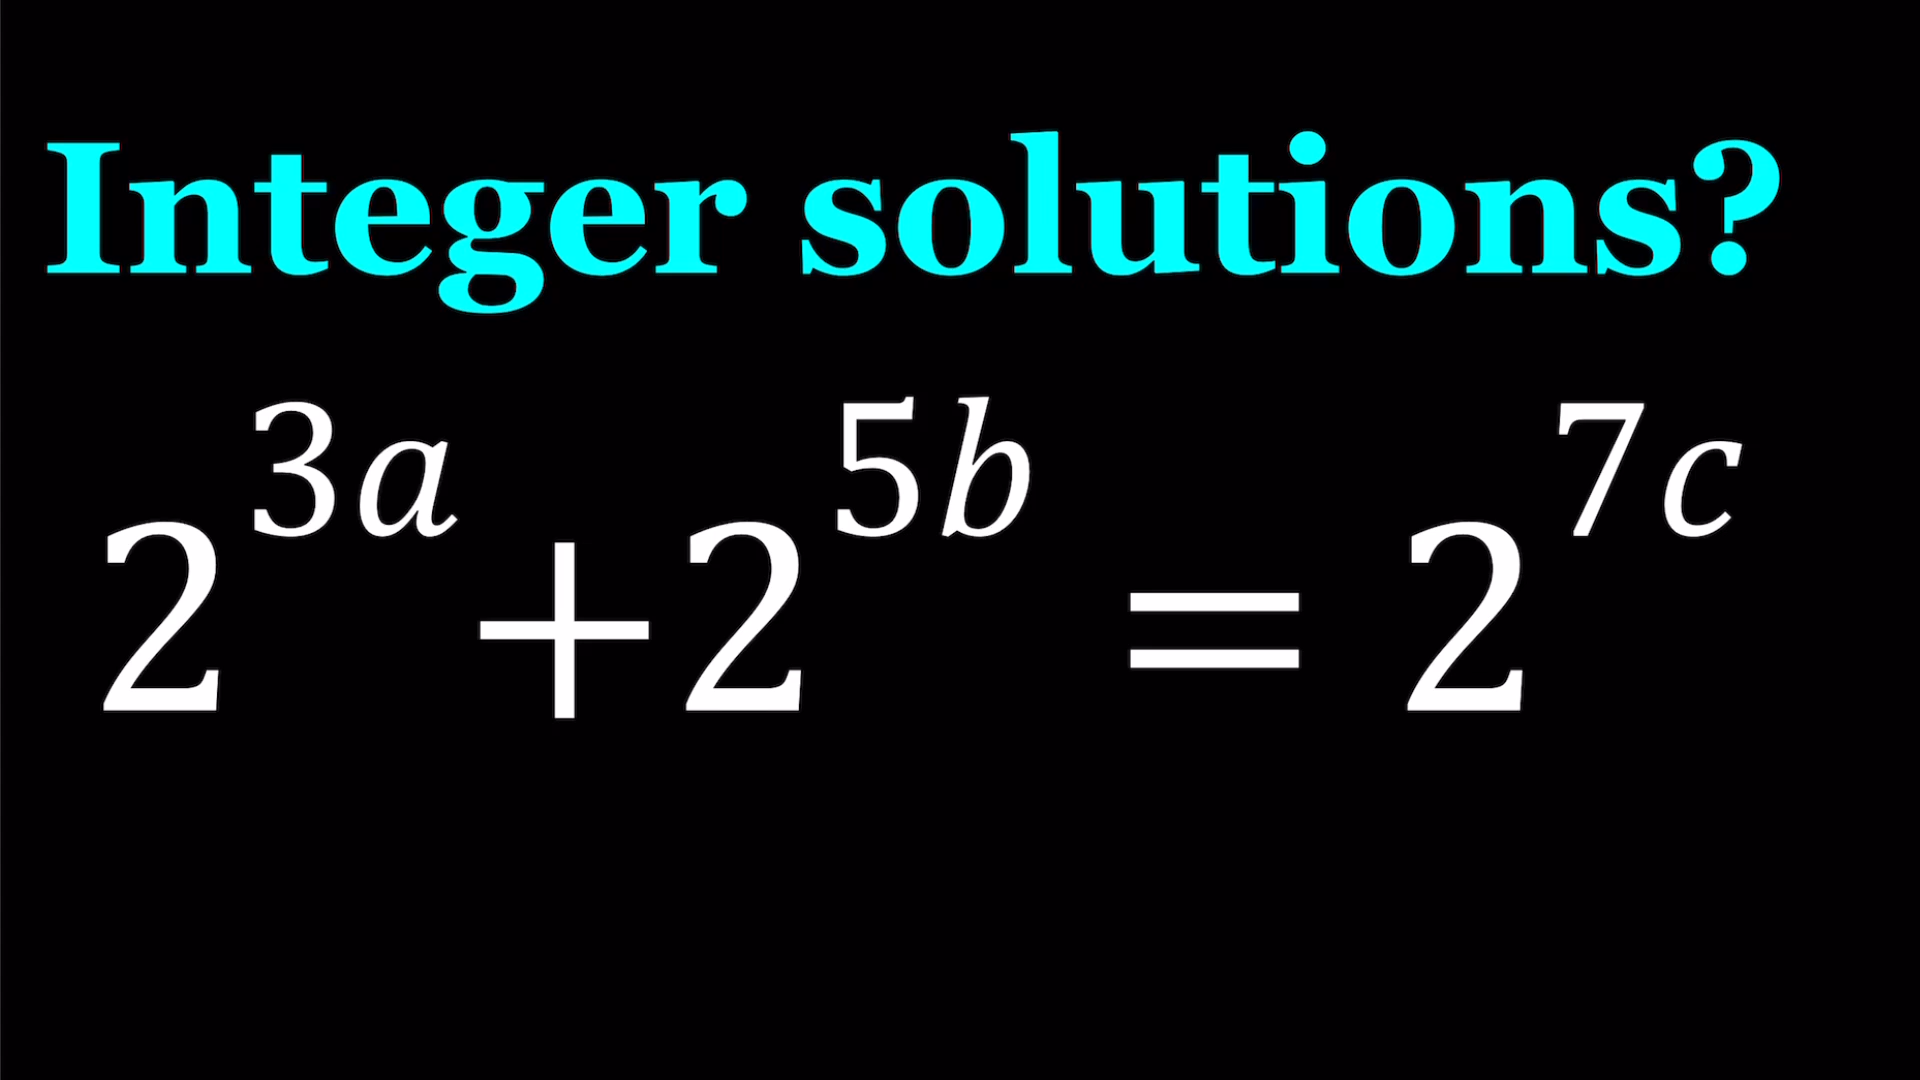 Integer solutions?
2^{3a} + 2^{5b} = 2^{7c}